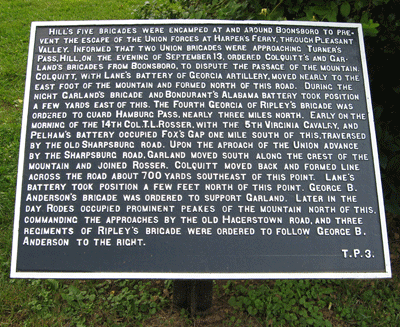 HILL'S FIVE BRIGADES WERE ENCAMPED AT AND AROUND BOONSBORO TO PRE-
VENT THE ESCAPE OF THE UNION FORCES AT HARPER'S FERRY, THROUGH PLEASANT
VALLEY. INFORMED THAT TWO UNION BRIGADES WERE APPROACHING TURNER'S
PASS, HILL, ON THE EVENING OF SEPTEMBER 13, ORDERED COLQUITT'S AND GAR-
LAND'S BRIGADES FROM BOONSBORO, TO DISPUTE THE PASSAGE OF THE MOUNTAIN.
COLQUITT, WITH LANE'S BATTERY OF GEORGIA ARTILLERY, MOVED NEARLY TO THE
EAST FOOT OF THE MOUNTAIN AND FORMED NORTH OF THIS ROAD. DURING THE
NIGHT GARLAND'S BRIGADE AND BONDURANT'S ALABAMA BATTERY TOOK POSITION
A FEW YARDS EAST OF THIS. THE FOURTH GEORGIA OF RIPLEY'S BRIGADE WAS
ORDERED TO GUARD HAMBURG PASS, NEARLY THREE MILES NORTH. EARLY ON THE
MORNING OF THE 14TH COL. T.L. ROSSER, WITH THE 5TH VIRGINIA CAVALRY, AND
PELHAM'S BATTERY OCCUPIED FOX'S GAP ONE MILE SOUTH OF THIS, TRAVERSED
BY THE OLD SHARPSBURG ROAD. UPON THE APROACH OF THE UNION ADVANCE
BY THE SHARPSBURG ROAD, GARLAND MOVED SOUTH ALONG THE CREST OF THE
MOUNTAIN AND JOINED ROSSER. COLQUITT MOVED BACK AND FORMED LINE
ACROSS THE ROAD ABOUT 700 YARDS SOUTHEAST OF THIS POINT. LANE'S
BATTERY TOOK POSITION A FEW FEET NORTH OF THIS POINT. GEORGE B.
ANDERSON'S BRIGADE WAS ORDERED TO SUPPORT GARLAND. LATER IN THE
DAY RODES OCCUPIED PROMINENT PEAKES OF THE MOUNTAIN NORTH OF THIS,
COMMANDING THE APPROACHES BY THE OLD HAGERSTOWN ROAD, AND THREE
REGIMENTS OF RIPLEY'S BRIGADE WERE ORDERED TO FOLLOW GEORGE B.
ANDERSON TO THE RIGHT.
T.P.3.